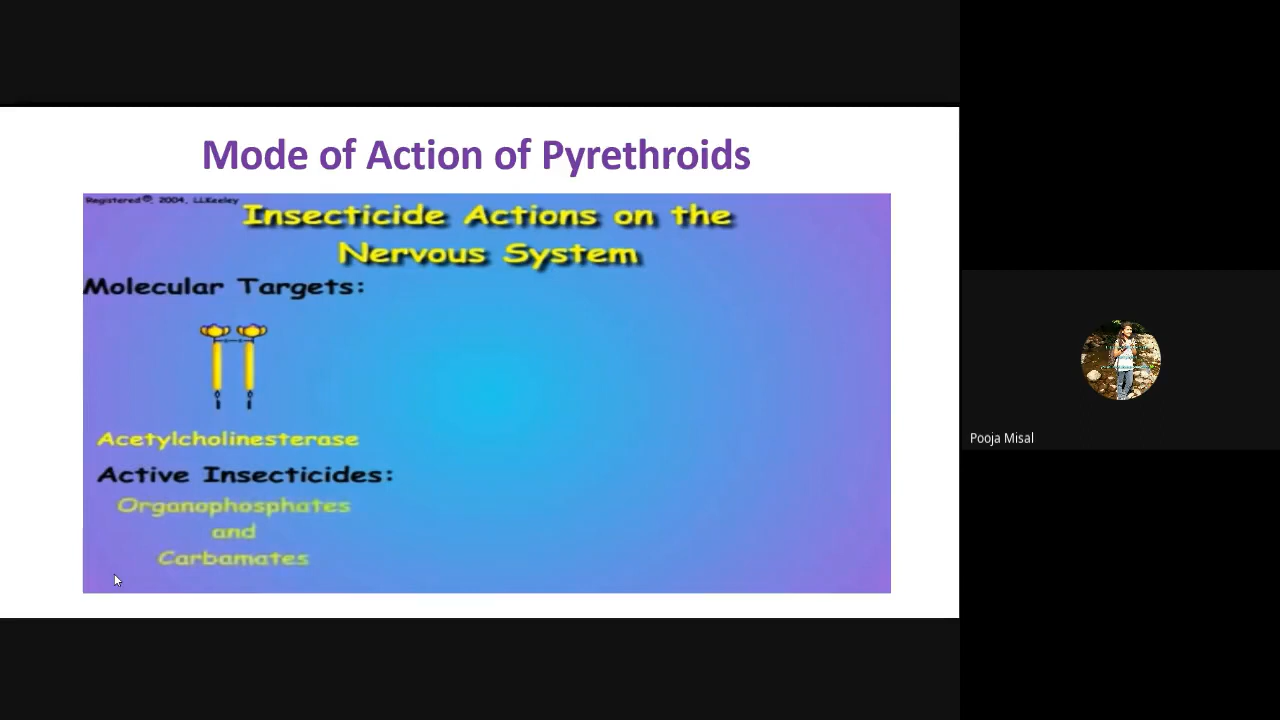 Mode of Action of Pyrethroids
Registered ©, 2004, LLKeeley
Insecticide Actions on the
Nervous System
Molecular Targets:
Acetylcholinesterase
Active Insecticides:
Organophosphates
and
Carbamates
Pooja Misal